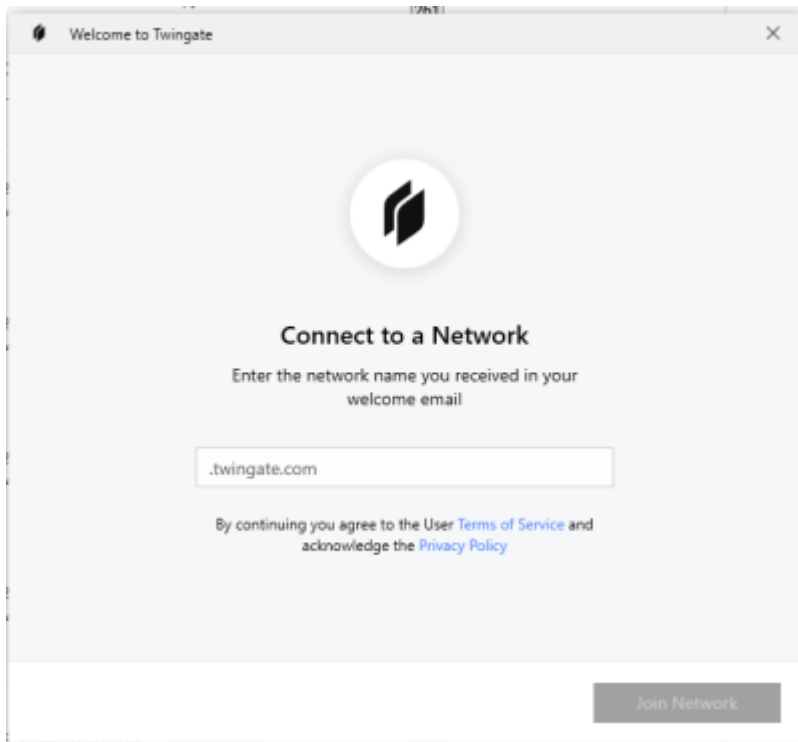 Welcome to Twingate
Connect to a Network
Enter the network name you received in your
welcome email
.twingate.com
By continuing you agree to the User Terms of Service and
acknowledge the Privacy Policy
Join Network